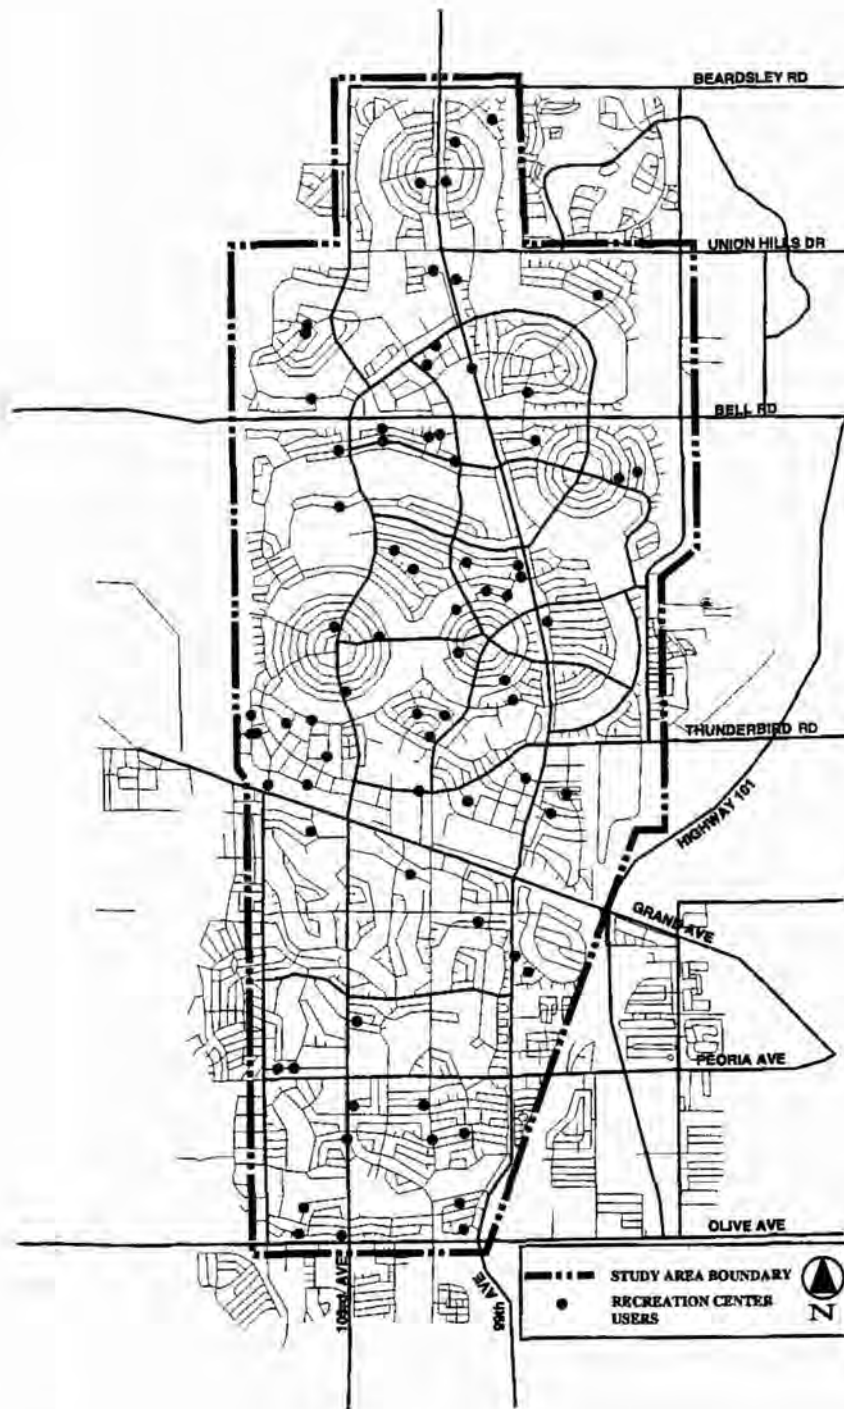 BEARDSLEY RD
UNION HILLS DR
BELL RD
THUNDERBIRD RD
HIGHWAY 101
GRAND AVE
PEORIA AVE
OLIVE AVE
103rd AVE
99th AVE
STUDY AREA BOUNDARY
RECREATION CENTER
USERS
N